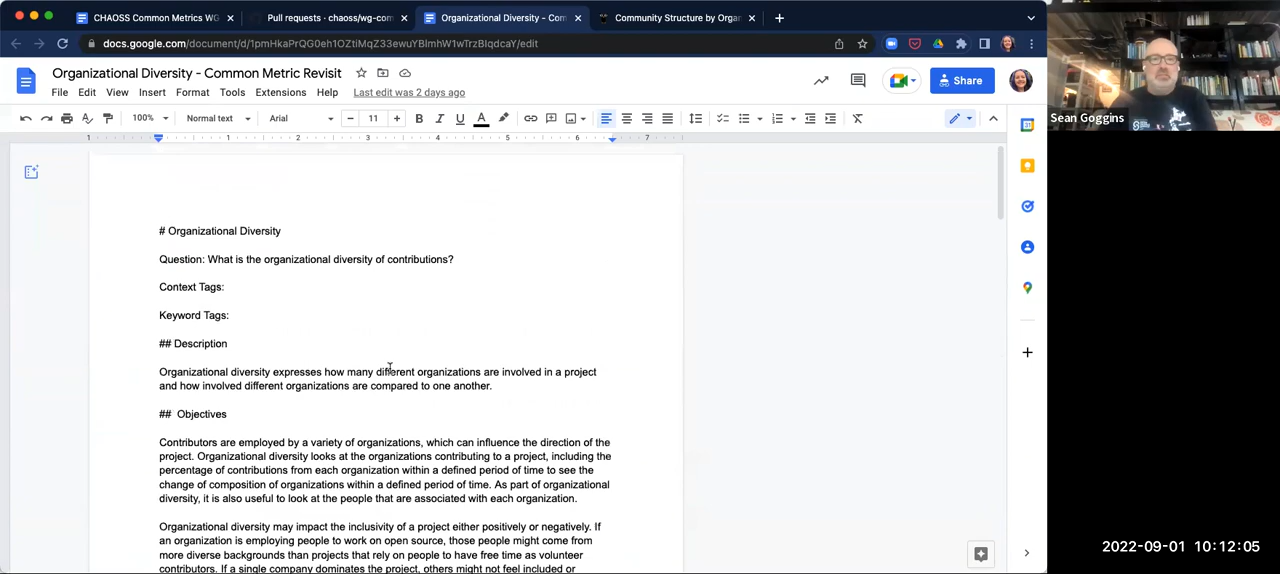 CHAOSS Common Metrics WG
Pull requests · chaoss/wg-com
Organizational Diversity - Com
Community Structure by Organ
docs.google.com/document/d/1pmHkaPrQG0eh1OZtiMqZ33ewuYBlmhW1wTrzBIqdcaY/edit
Organizational Diversity - Common Metric Revisit
File Edit View Insert Format Tools Extensions Help Last edit was 2 days ago
Share
100% Normal text Arial 11
1 1 2 3 4 5 6 7
# Organizational Diversity
Question: What is the organizational diversity of contributions?
Context Tags:
Keyword Tags:
## Description
Organizational diversity expresses how many different organizations are involved in a project
and how involved different organizations are compared to one another.
## Objectives
Contributors are employed by a variety of organizations, which can influence the direction of the
project. Organizational diversity looks at the organizations contributing to a project, including the
percentage of contributions from each organization within a defined period of time to see the
change of composition of organizations within a defined period of time. As part of organizational
diversity, it is also useful to look at the people that are associated with each organization.
Organizational diversity may impact the inclusivity of a project either positively or negatively. If
an organization is employing people to work on open source, those people might come from
more diverse backgrounds than projects that rely on people to have free time as volunteer
contributors. If a single company dominates the project, others might not feel included or
Sean Goggins
2022-09-01 10:12:05